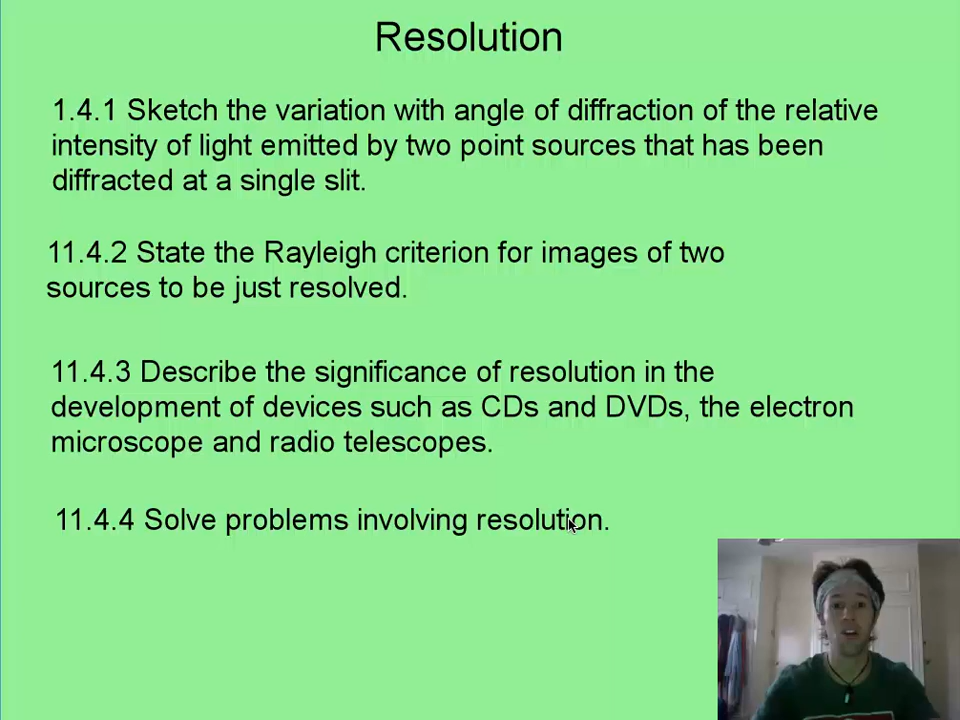 Resolution
1.4.1 Sketch the variation with angle of diffraction of the relative
intensity of light emitted by two point sources that has been
diffracted at a single slit.
11.4.2 State the Rayleigh criterion for images of two
sources to be just resolved.
11.4.3 Describe the significance of resolution in the
development of devices such as CDs and DVDs, the electron
microscope and radio telescopes.
11.4.4 Solve problems involving resolution.